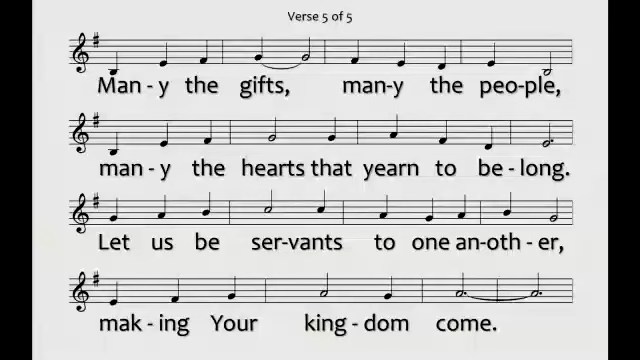 Verse 5 of 5
Man - y the gifts, man-y the peo-ple,
man - y the hearts that yearn to be - long.
Let us be ser-vants to one an-oth - er,
mak - ing Your king - dom come.